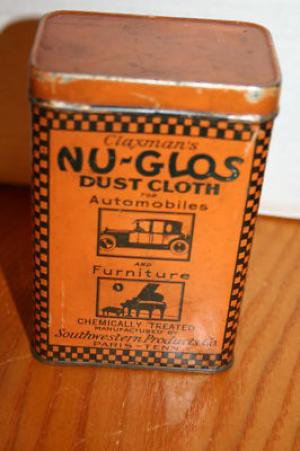 Claxman's
NU-GLOS
DUST CLOTH
FOR
Automobiles
AND
Furniture
CHEMICALLY TREATED
MANUFACTURED BY
Southwestern Products Co.
PARIS - TENN.